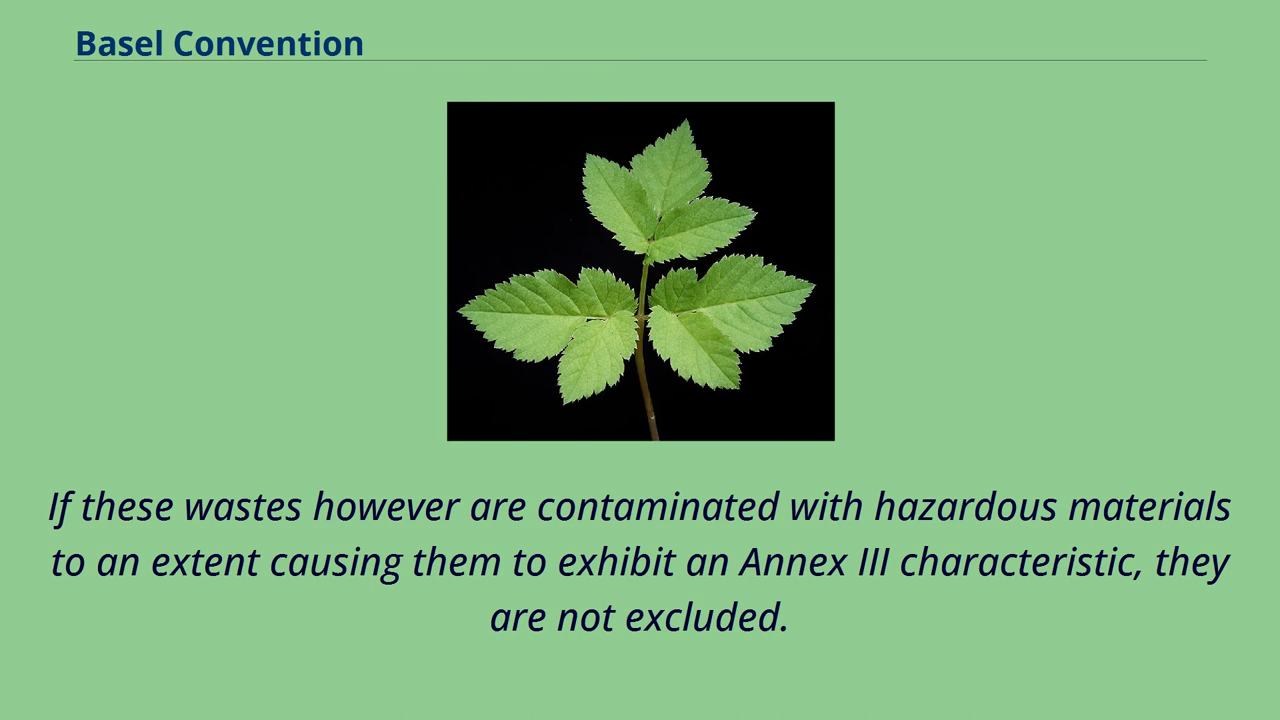 Basel Convention
If these wastes however are contaminated with hazardous materials
to an extent causing them to exhibit an Annex III characteristic, they
are not excluded.